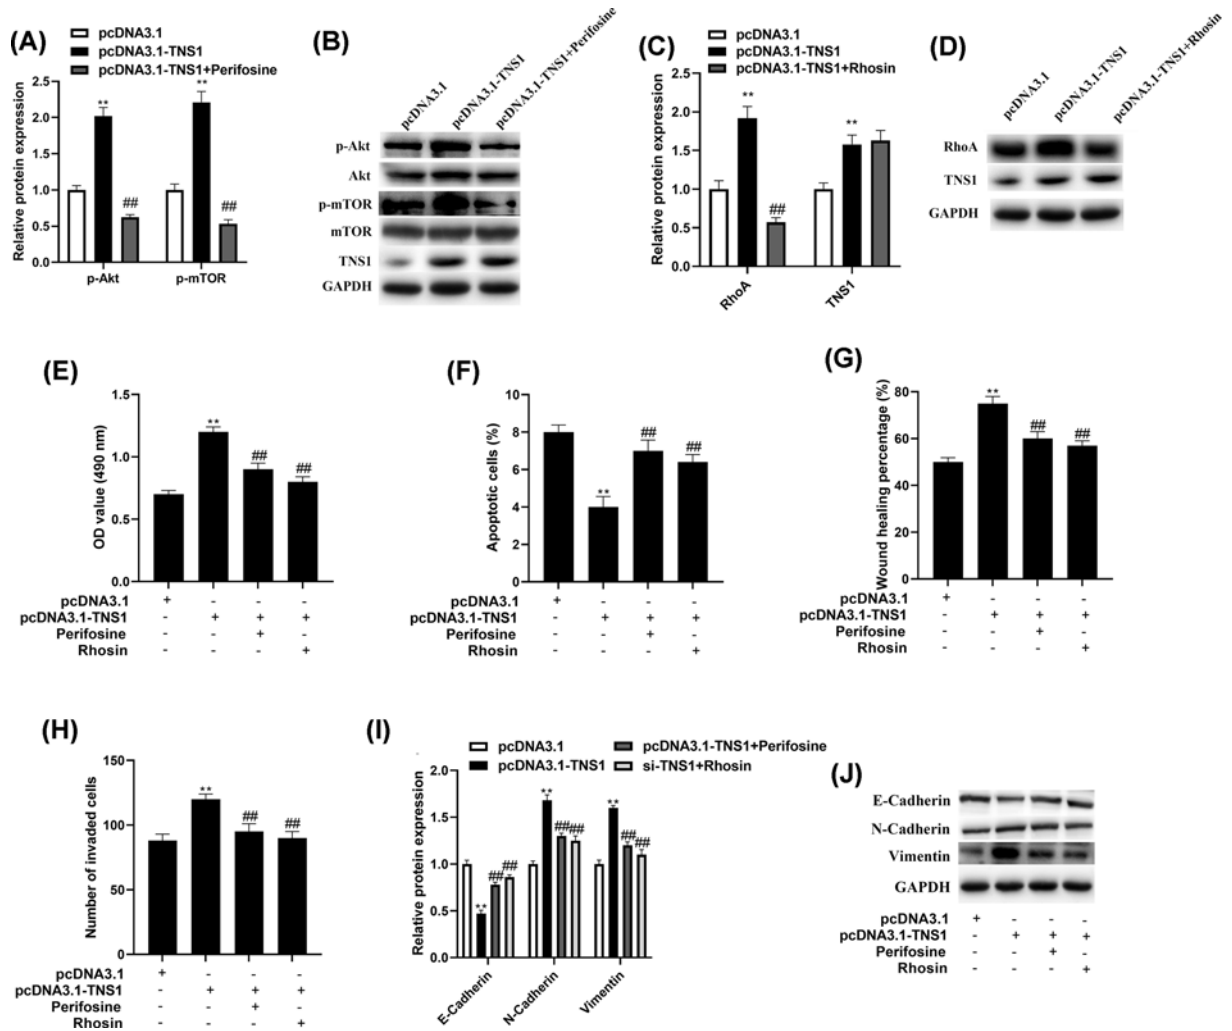 (A)
pcDNA3.1
pcDNA3.1-TNS1
pcDNA3.1-TNS1+Perifosine
Relative protein expression
2.5
2.0
1.5
1.0
0.5
0.0
**
##
**
##
p-Akt
p-mTOR
(B)
pcDNA3.1
pcDNA3.1-TNS1
pcDNA3.1-TNS1+Perifosine
p-Akt
Akt
p-mTOR
mTOR
TNS1
GAPDH
(C)
pcDNA3.1
pcDNA3.1-TNS1
pcDNA3.1-TNS1+Rhosin
Relative protein expression
2.5
2.0
1.5
1.0
0.5
0.0
**
##
**
RhoA
TNS1
(D)
pcDNA3.1
pcDNA3.1-TNS1
pcDNA3.1-TNS1+Rhosin
RhoA
TNS1
GAPDH
(E)
OD value (490 nm)
1.5
1.0
0.5
0.0
**
##
##
pcDNA3.1 + - - -
pcDNA3.1-TNS1 - + + +
Perifosine - - + -
Rhosin - - - +
(F)
Apoptotic cells (%)
10
8
6
4
2
0
**
##
##
pcDNA3.1 + - - -
pcDNA3.1-TNS1 - + + +
Perifosine - - + -
Rhosin - - - +
(G)
Wound healing percentage (%)
80
60
40
20
0
**
##
##
pcDNA3.1 + - - -
pcDNA3.1-TNS1 - + + +
Perifosine - - + -
Rhosin - - - +
(H)
Number of invaded cells
150
100
50
0
**
##
##
pcDNA3.1 + - - -
pcDNA3.1-TNS1 - + + +
Perifosine - - + -
Rhosin - - - +
(I)
pcDNA3.1
pcDNA3.1-TNS1
pcDNA3.1-TNS1+Perifosine
si-TNS1+Rhosin
Relative protein expression
2.0
1.5
1.0
0.5
0.0
**
##
##
**
##
##
**
##
##
E-Cadherin
N-Cadherin
Vimentin
(J)
E-Cadherin
N-Cadherin
Vimentin
GAPDH
pcDNA3.1 + - - -
pcDNA3.1-TNS1 - + + +
Perifosine - - + -
Rhosin - - - +